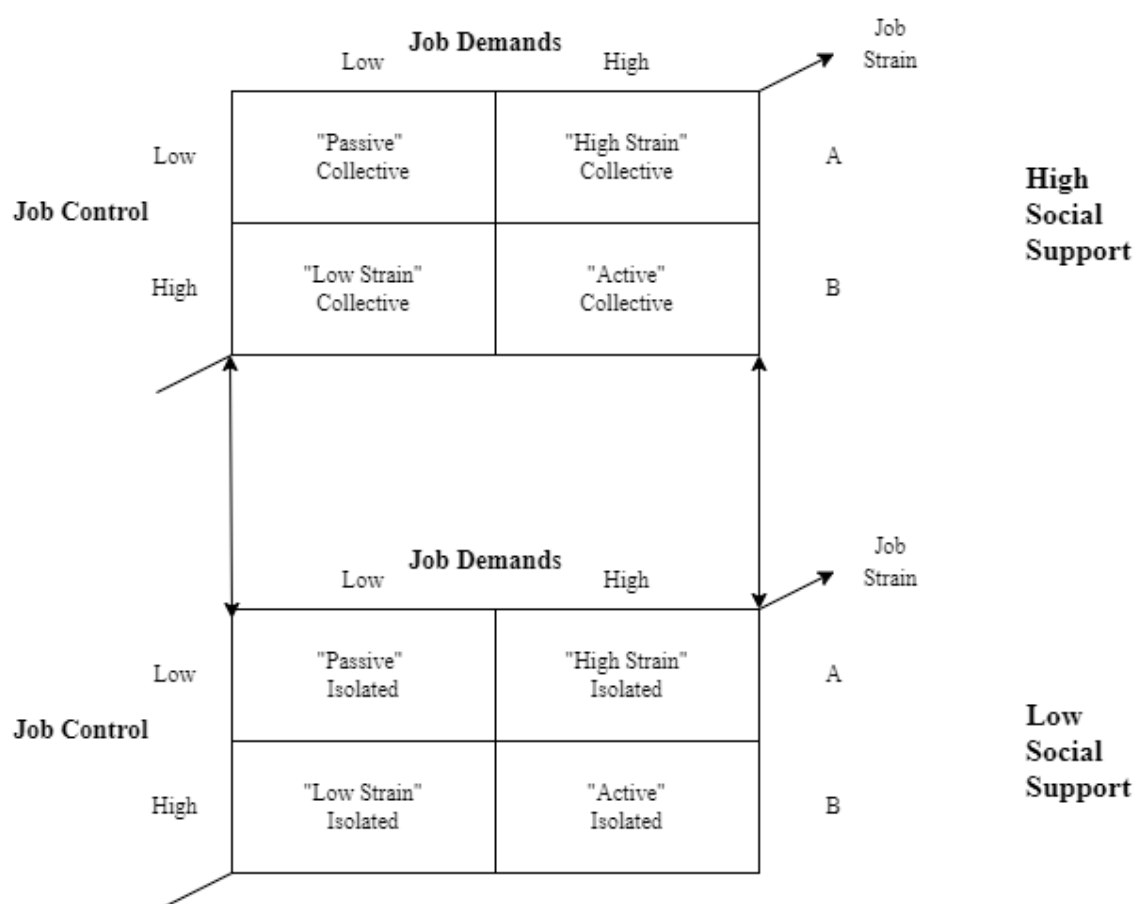 Job Demands
Job
Strain
Low
High
Low
"Passive"
Collective
"High Strain"
Collective
A
Job Control
High
Social
Support
High
"Low Strain"
Collective
"Active"
Collective
B
Job Demands
Job
Strain
Low
High
Low
"Passive"
Isolated
"High Strain"
Isolated
A
Job Control
Low
Social
Support
High
"Low Strain"
Isolated
"Active"
Isolated
B